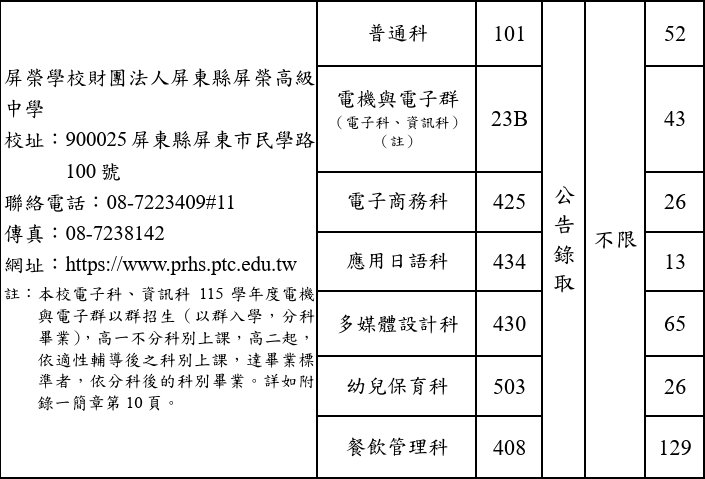 屏榮學校財團法人屏東縣屏榮高級
中學
校址：900025 屏東縣屏東市民學路
100 號
聯絡電話：08-7223409#11
傳真：08-7238142
網址：https://www.prhs.ptc.edu.tw
註：本校電子科、資訊科 115 學年度電機
與電子群以群招生（以群入學，分科
畢業），高一不分科別上課，高二起，
依適性輔導後之科別上課，達畢業標
準者，依分科後的科別畢業。詳如附
錄一簡章第 10 頁。
普通科 101
電機與電子群
（電子科、資訊科）
（註）
23B
電子商務科 425
應用日語科 434
多媒體設計科 430
幼兒保育科 503
餐飲管理科 408
公告錄取
不限
52
43
26
13
65
26
129